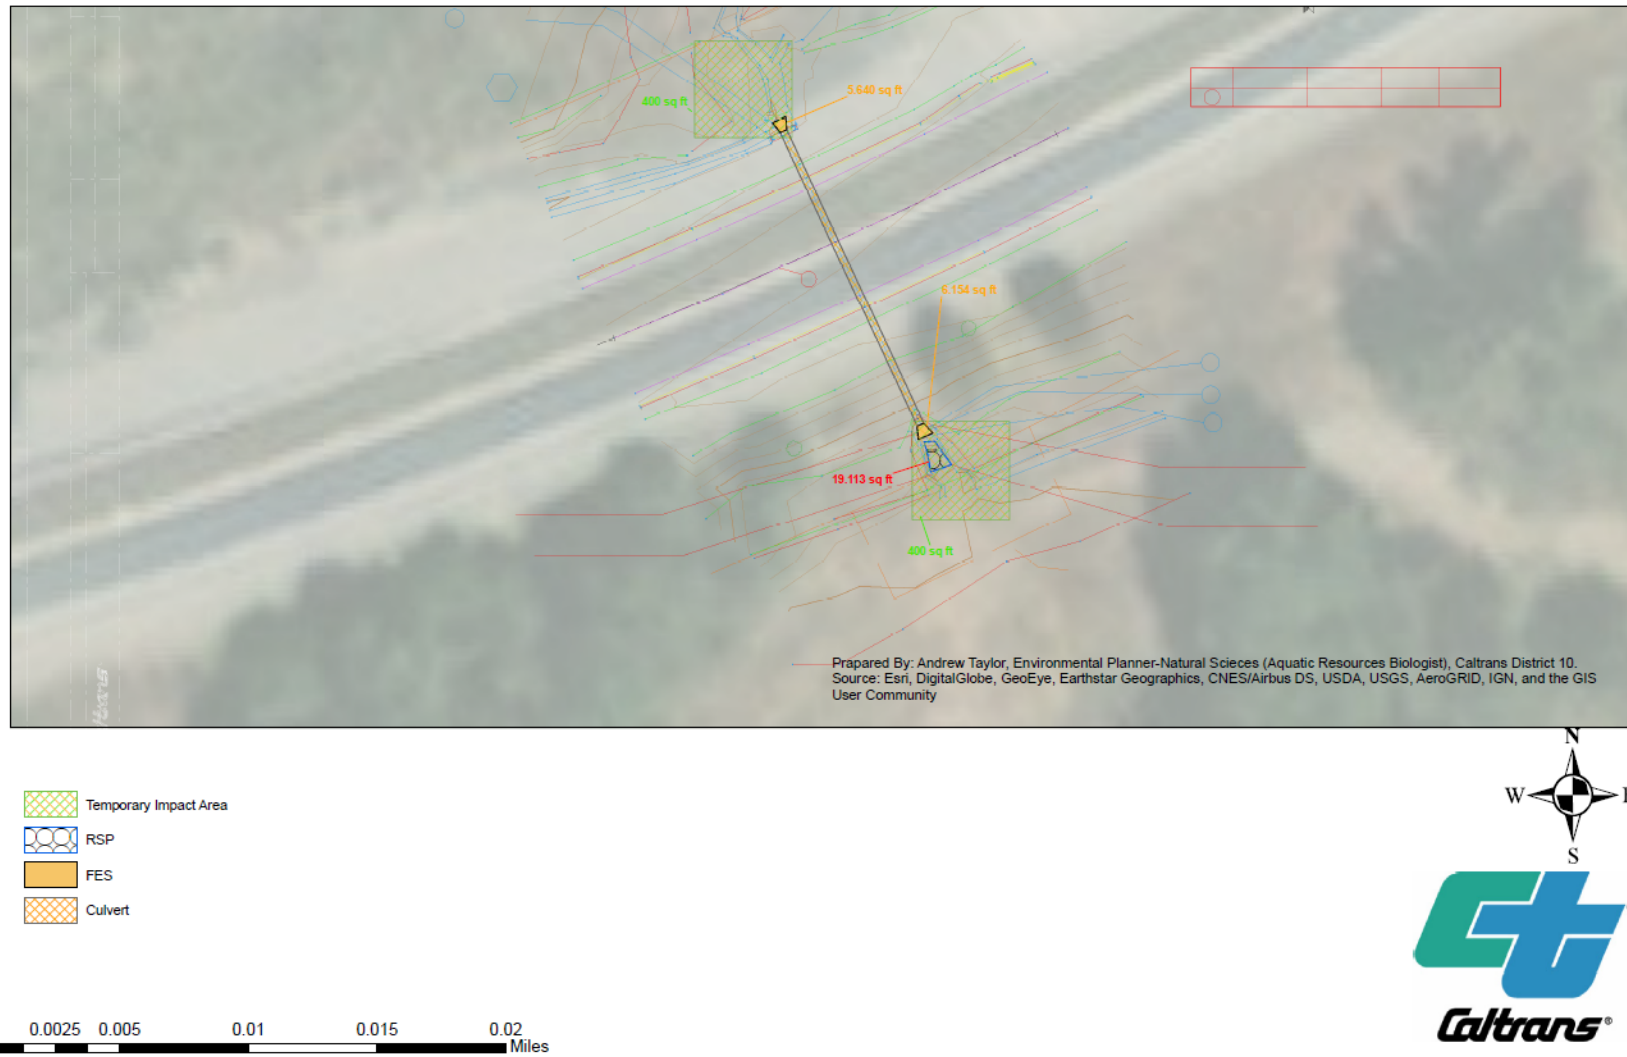 5.640 sq ft
400 sq ft
6.154 sq ft
19.113 sq ft
400 sq ft
Prapared By: Andrew Taylor, Environmental Planner-Natural Scieces (Aquatic Resources Biologist), Caltrans District 10.
Source: Esri, DigitalGlobe, GeoEye, Earthstar Geographics, CNES/Airbus DS, USDA, USGS, AeroGRID, IGN, and the GIS
User Community
N
W
S
Temporary Impact Area
RSP
FES
Culvert
Caltrans®
0.0025 0.005 0.01 0.015 0.02
Miles